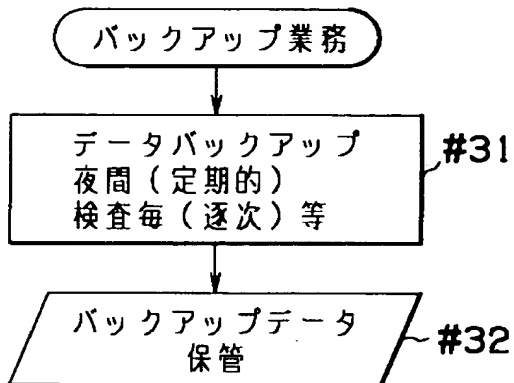 バックアップ業務
データバックアップ
夜間（定期的）
検査毎（逐次）等
#31
バックアップデータ
保管
#32